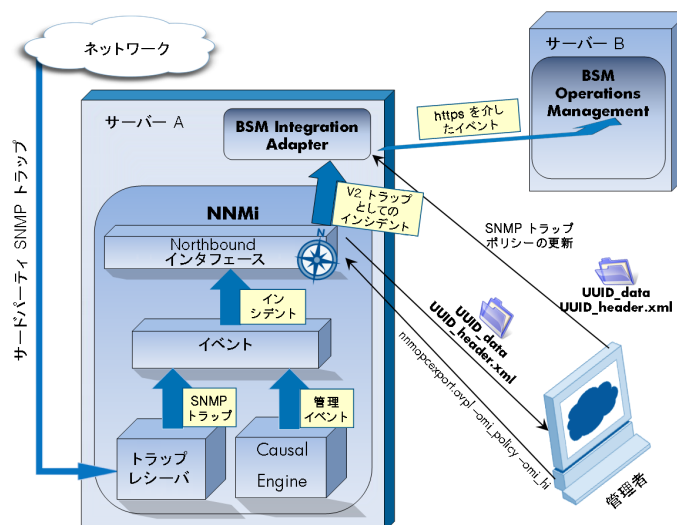 ネットワーク
サードパーティ SNMP トラップ
サーバー A
BSM Integration
Adapter
サーバー B
BSM
Operations
Management
https を介し
たイベント
V2 トラップ
としての
インシデント
NNMi
Northbound
インタフェース
N
SNMP トラップ
ポリシーの更新
UUID_data
UUID_header.xml
UUID_data
UUID_header.xml
イン
シデント
イベント
nnmopcexport.ovpl –omi_policy –omi_hi
SNMP
トラップ
管理
イベント
トラップ
レシーバ
Causal
Engine
管理者